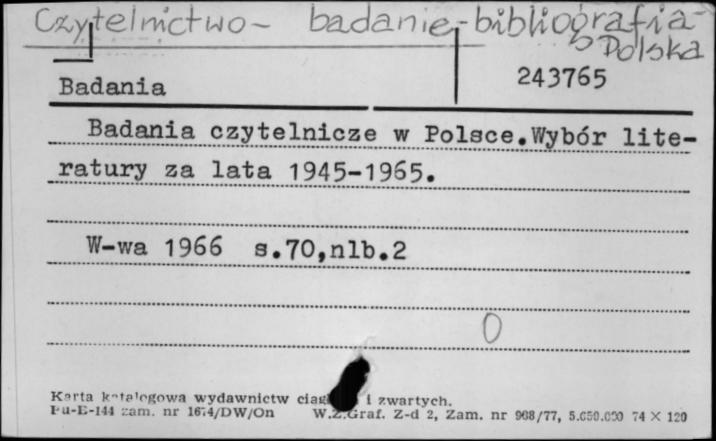 Czytelnictwo - badanie - bibliografia -
Polska
Badania
243765
Badania czytelnicze w Polsce.Wybór lite-
ratury za lata 1945-1965.
W-wa 1966 s.70,nlb.2
0
Karta katalogowa wydawnictw i zwartych.
Pu-E-144 zam. nr 1674/DW/On W.Z.Graf. Z-d 2, Zam. nr 968/77, 5.650.000 74 × 120